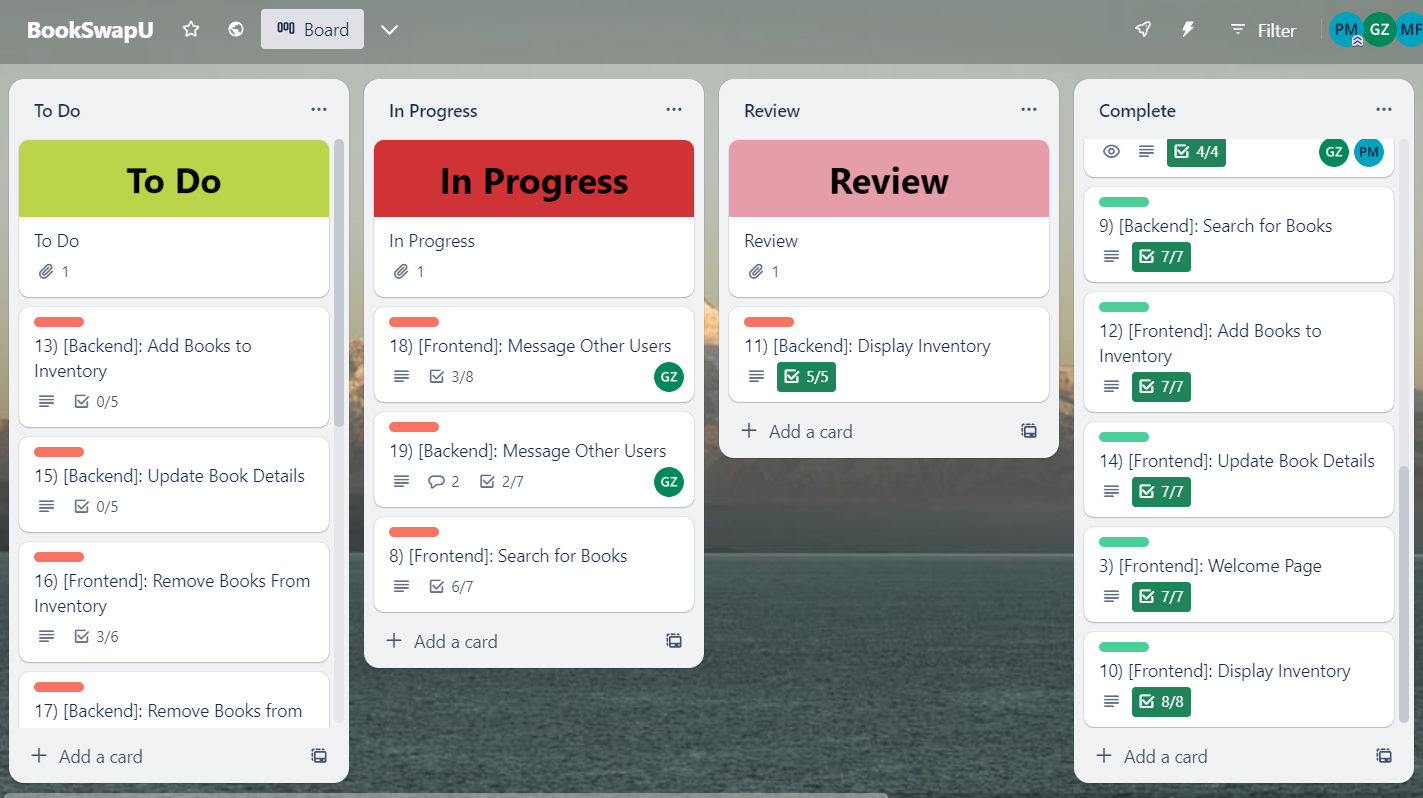 BookSwapU
Board
Filter
PM
GZ
MF
To Do
To Do
To Do
1
13) [Backend]: Add Books to
Inventory
0/5
15) [Backend]: Update Book Details
0/5
16) [Frontend]: Remove Books From
Inventory
3/6
17) [Backend]: Remove Books from
Add a card
In Progress
In Progress
In Progress
1
18) [Frontend]: Message Other Users
3/8
GZ
19) [Backend]: Message Other Users
2
2/7
GZ
8) [Frontend]: Search for Books
6/7
Add a card
Review
Review
Review
1
11) [Backend]: Display Inventory
5/5
Add a card
Complete
4/4
GZ
PM
9) [Backend]: Search for Books
7/7
12) [Frontend]: Add Books to
Inventory
7/7
14) [Frontend]: Update Book Details
7/7
3) [Frontend]: Welcome Page
7/7
10) [Frontend]: Display Inventory
8/8
Add a card